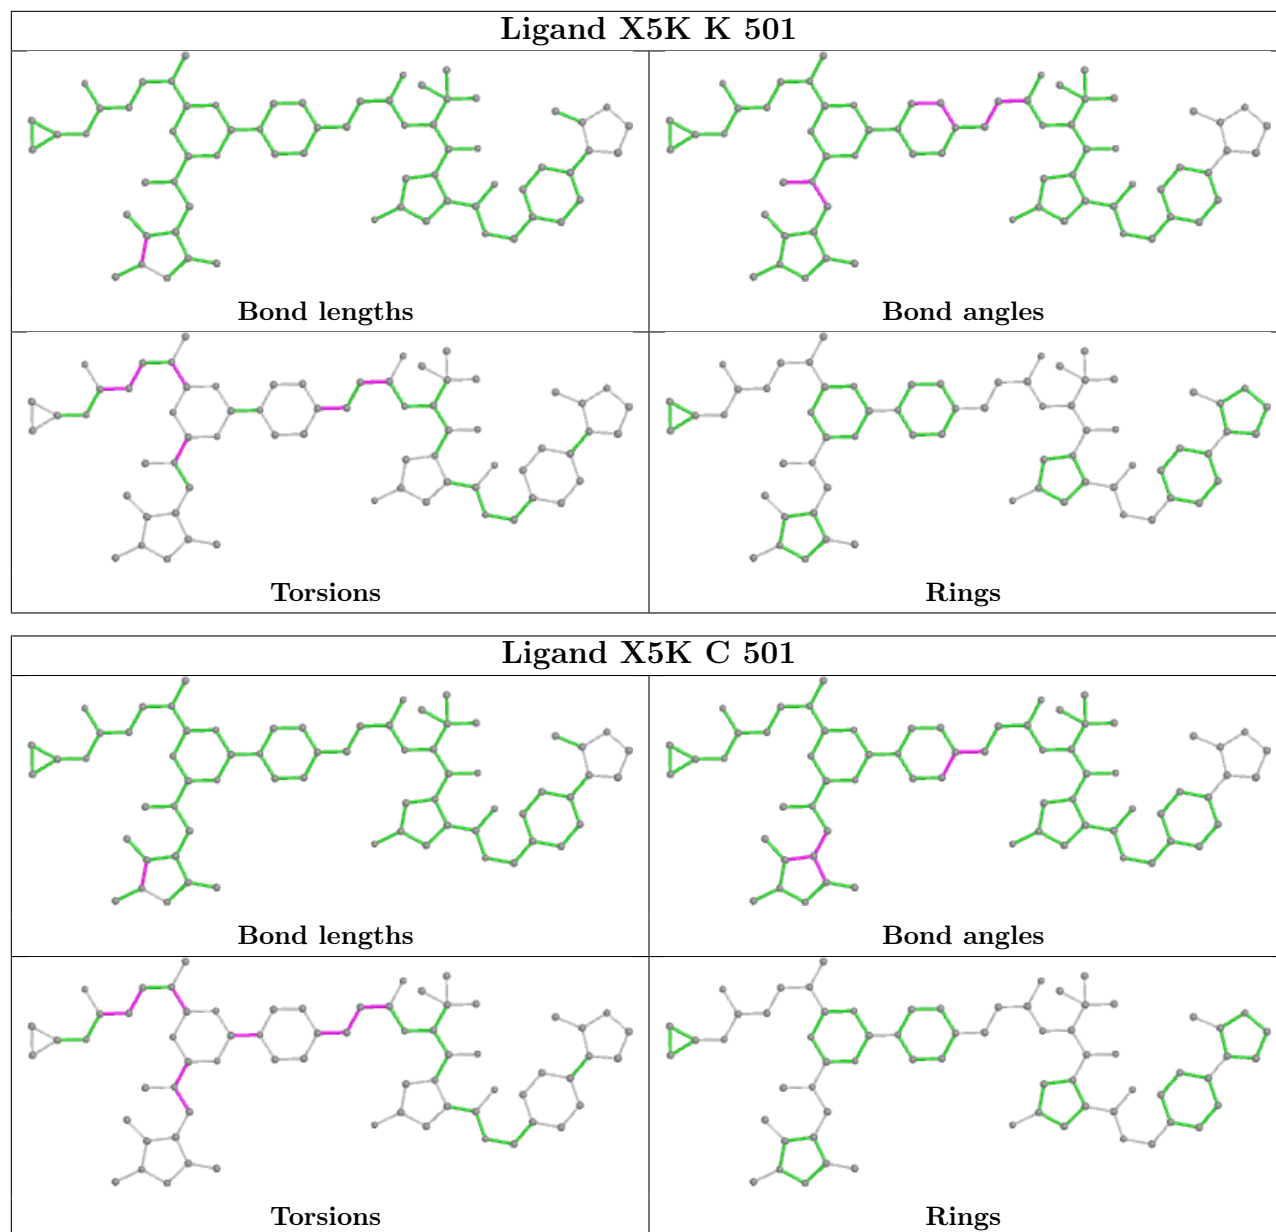 Ligand X5K K 501
Bond lengths
Bond angles
Torsions
Rings
Ligand X5K C 501
Bond lengths
Bond angles
Torsions
Rings